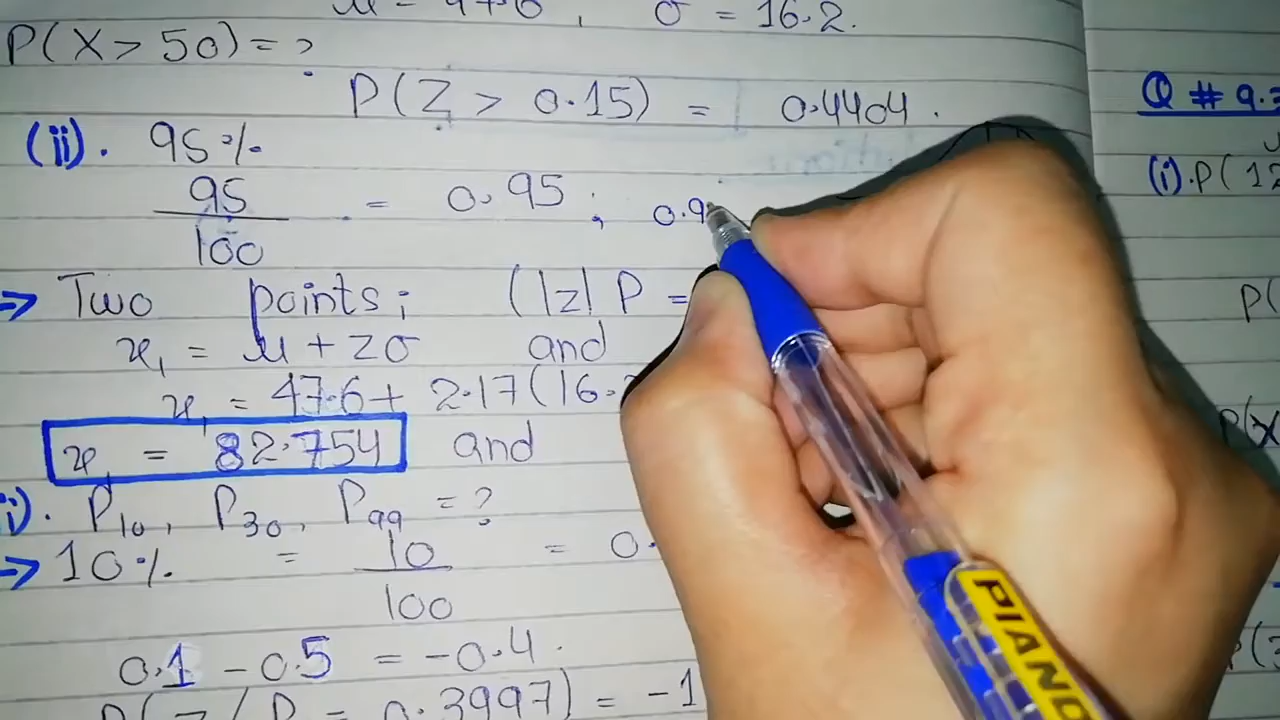 σ = 16.2.
P(X > 50) = ?
P(Z > 0.15) = 0.4404.
(ii). 95%
95/100 = 0.95 ; 0.9
⇒ Two points; (|z| P =
x₁ = μ + zσ and
x₁ = 47.6 + 2.17(16.
x₁ = 82.754 and
i). P₁₀, P₃₀, P₉₉ = ?
⇒ 10% = 10/100 = 0.
0.1 - 0.5 = -0.4.
P = 0.3997) = -1
Q # 9.
(i). P(12
P(
P(x
PIANO